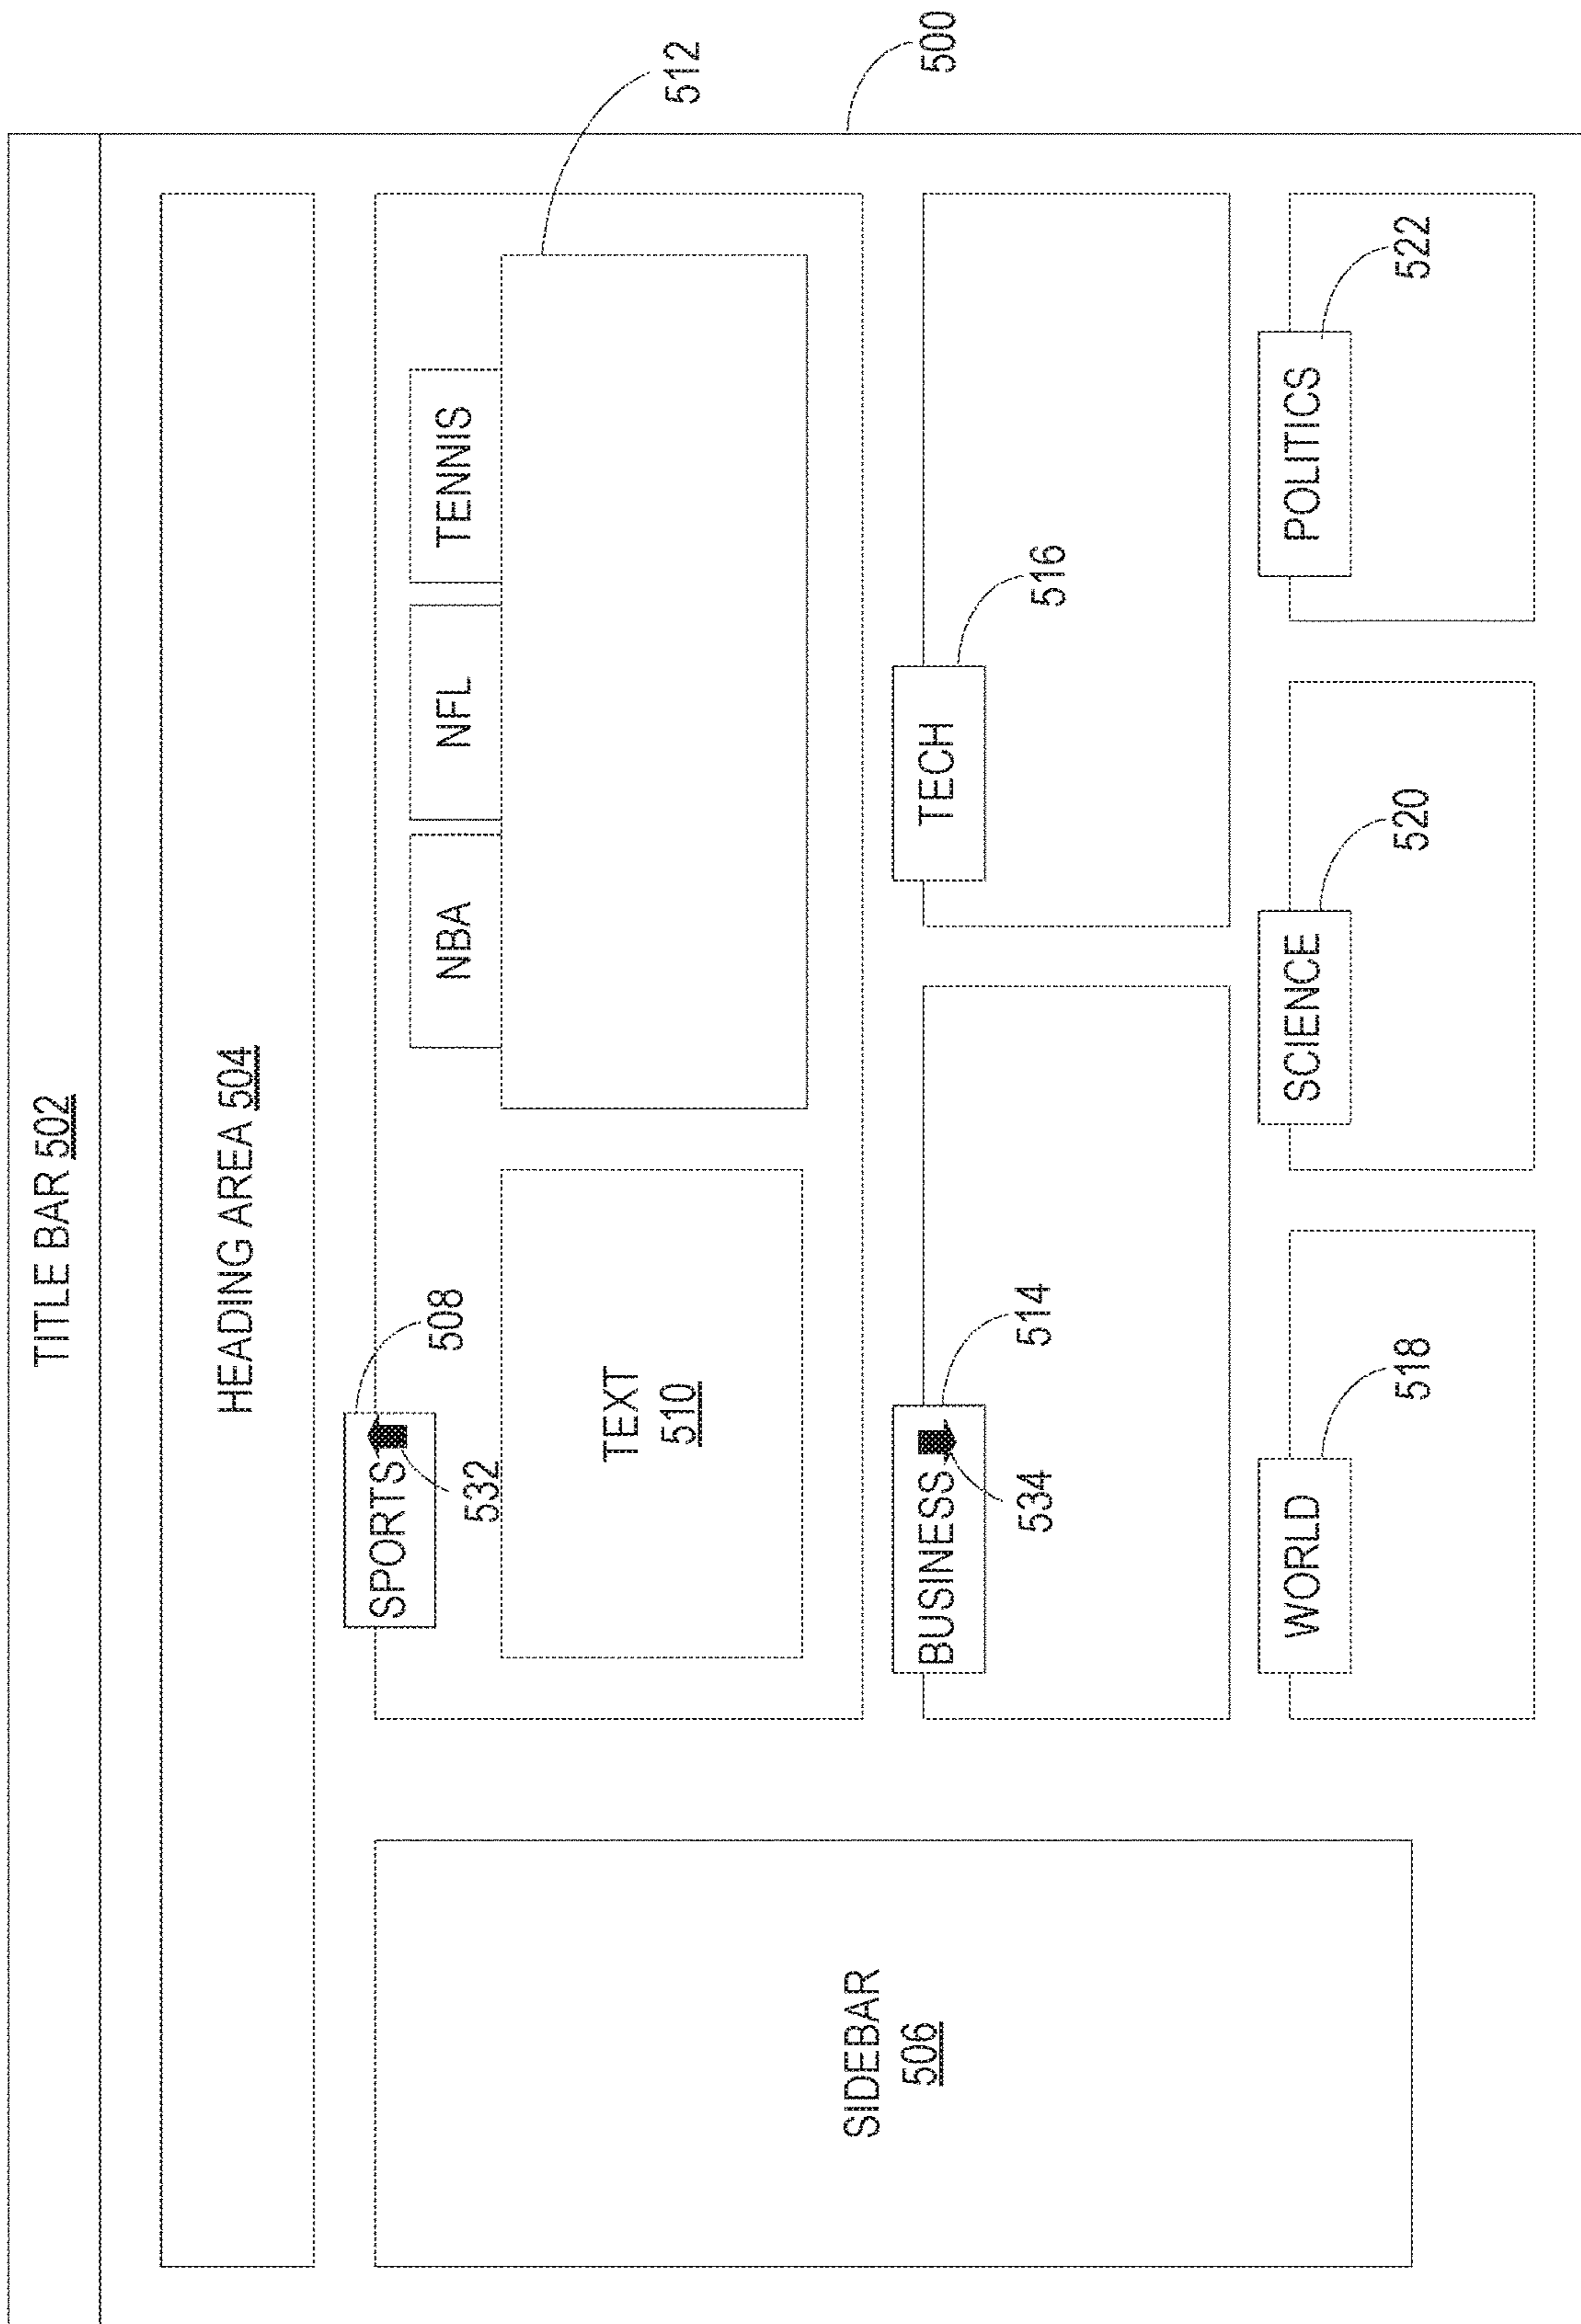 TITLE BAR 502
HEADING AREA 504
SIDEBAR
506
SPORTS
508
532
TEXT
510
NBA
NFL
TENNIS
512
500
BUSINESS
514
534
TECH
516
WORLD
518
SCIENCE
520
POLITICS
522